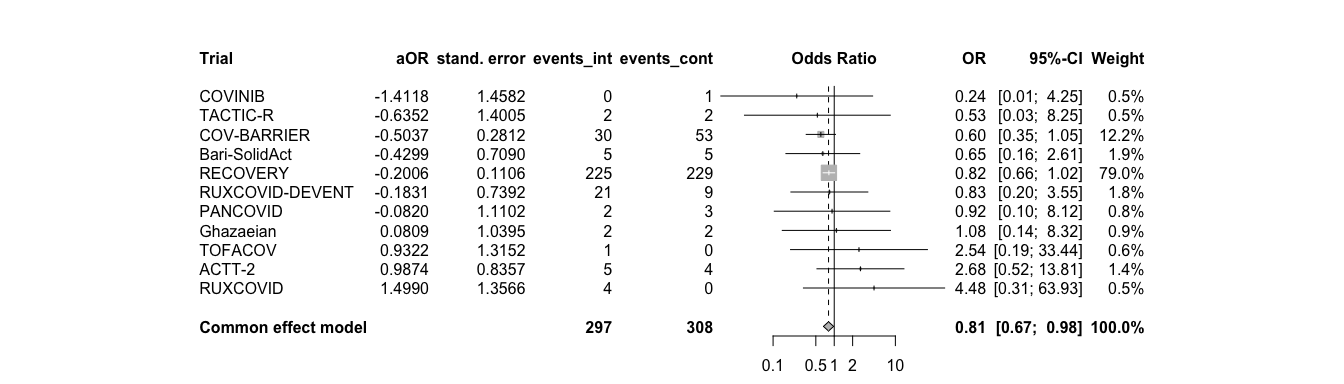 Trial aOR stand. error events_int events_cont Odds Ratio OR 95%-CI Weight
COVINIB -1.4118 1.4582 0 1 0.24 [0.01; 4.25] 0.5%
TACTIC-R -0.6352 1.4005 2 2 0.53 [0.03; 8.25] 0.5%
COV-BARRIER -0.5037 0.2812 30 53 0.60 [0.35; 1.05] 12.2%
Bari-SolidAct -0.4299 0.7090 5 5 0.65 [0.16; 2.61] 1.9%
RECOVERY -0.2006 0.1106 225 229 0.82 [0.66; 1.02] 79.0%
RUXCOVID-DEVENT -0.1831 0.7392 21 9 0.83 [0.20; 3.55] 1.8%
PANCOVID -0.0820 1.1102 2 3 0.92 [0.10; 8.12] 0.8%
Ghazaeian 0.0809 1.0395 2 2 1.08 [0.14; 8.32] 0.9%
TOFACOV 0.9322 1.3152 1 0 2.54 [0.19; 33.44] 0.6%
ACTT-2 0.9874 0.8357 5 4 2.68 [0.52; 13.81] 1.4%
RUXCOVID 1.4990 1.3566 4 0 4.48 [0.31; 63.93] 0.5%
Common effect model 297 308 0.81 [0.67; 0.98] 100.0%
0.1 0.5 1 2 10